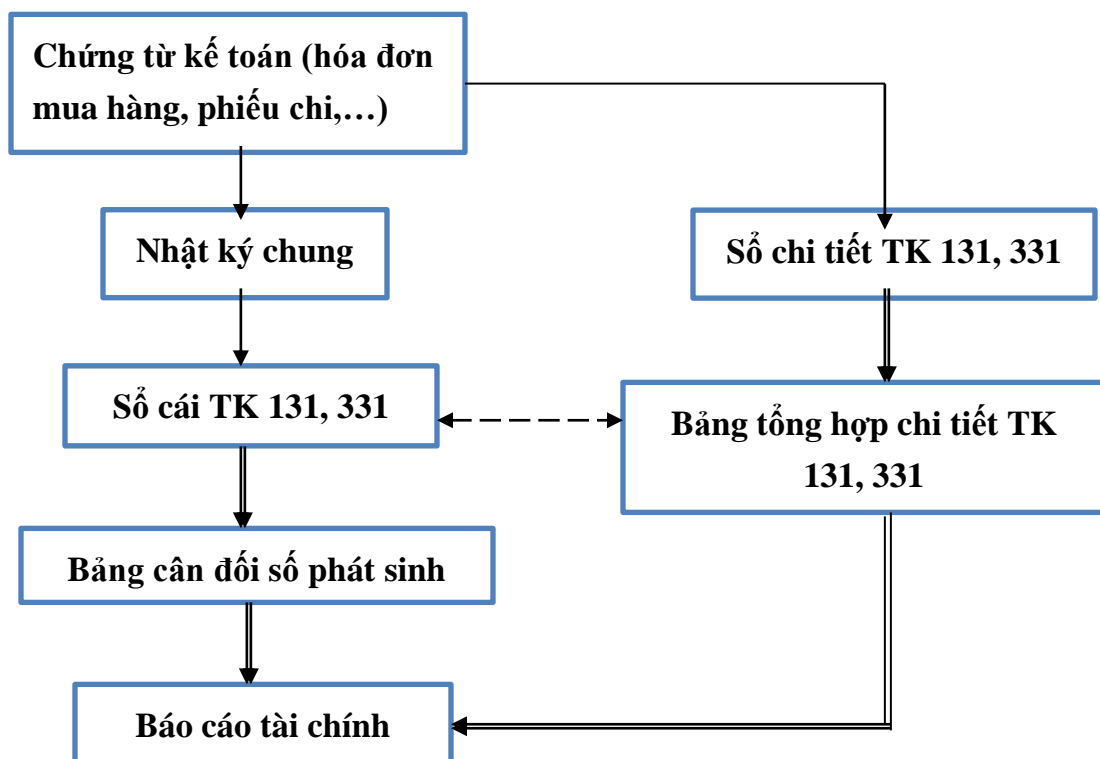 Chứng từ kế toán (hóa đơn
mua hàng, phiếu chi,…)
Nhật ký chung
Sổ chi tiết TK 131, 331
Sổ cái TK 131, 331
Bảng tổng hợp chi tiết TK
131, 331
Bảng cân đối số phát sinh
Báo cáo tài chính